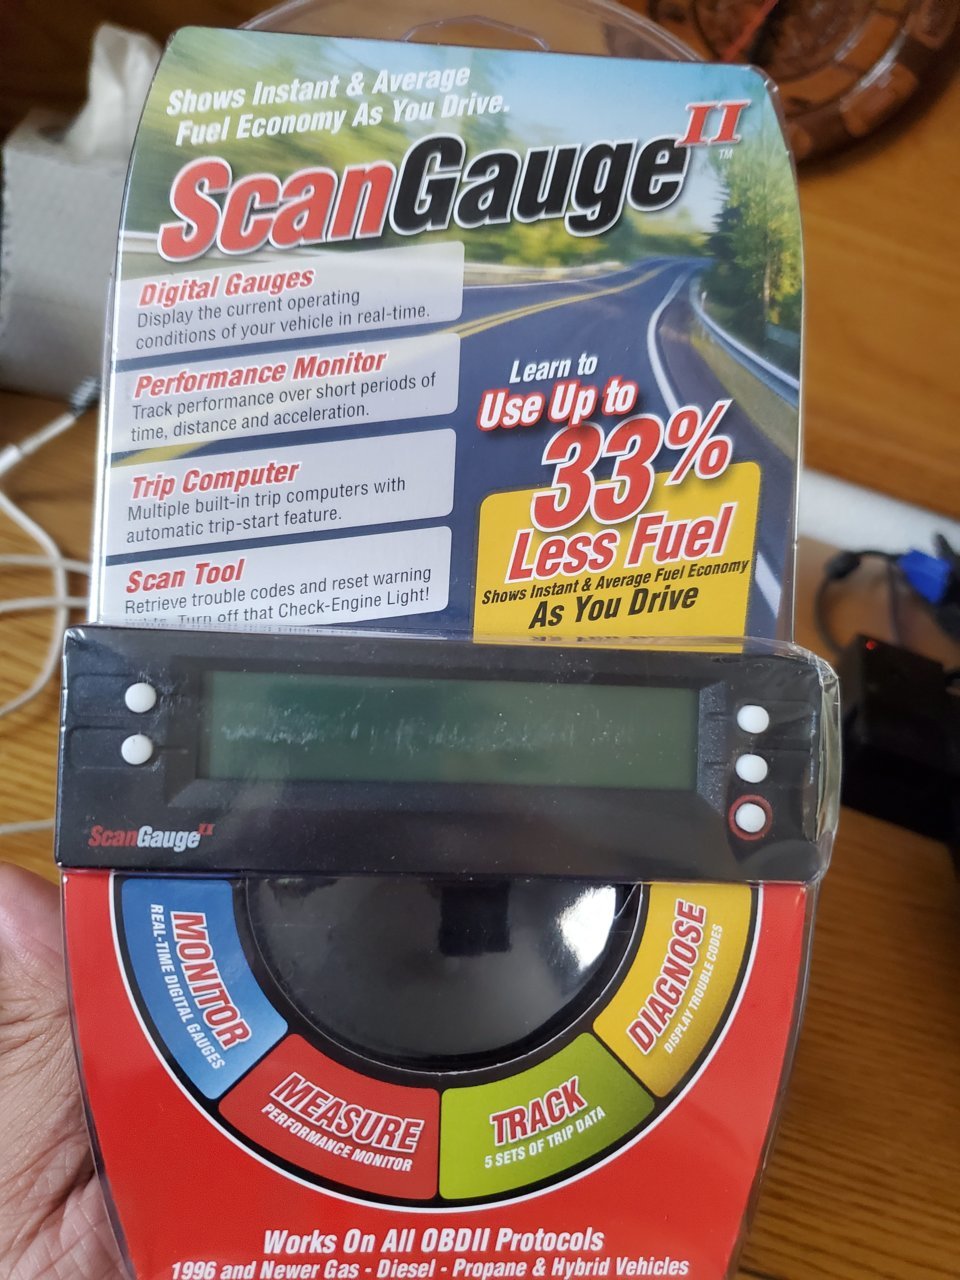 Shows Instant & Average
Fuel Economy As You Drive.
ScanGauge II
TM
Digital Gauges
Display the current operating
conditions of your vehicle in real-time.
Performance Monitor
Track performance over short periods of
time, distance and acceleration.
Trip Computer
Multiple built-in trip computers with
automatic trip-start feature.
Scan Tool
Retrieve trouble codes and reset warning
Turn off that Check-Engine Light!
Learn to
Use Up to
33%
Less Fuel
Shows Instant & Average Fuel Economy
As You Drive
ScanGauge II
MONITOR
REAL-TIME DIGITAL GAUGES
MEASURE
PERFORMANCE MONITOR
TRACK
5 SETS OF TRIP DATA
DIAGNOSE
DISPLAY TROUBLE CODES
Works On All OBDII Protocols
1996 and Newer Gas - Diesel - Propane & Hybrid Vehicles